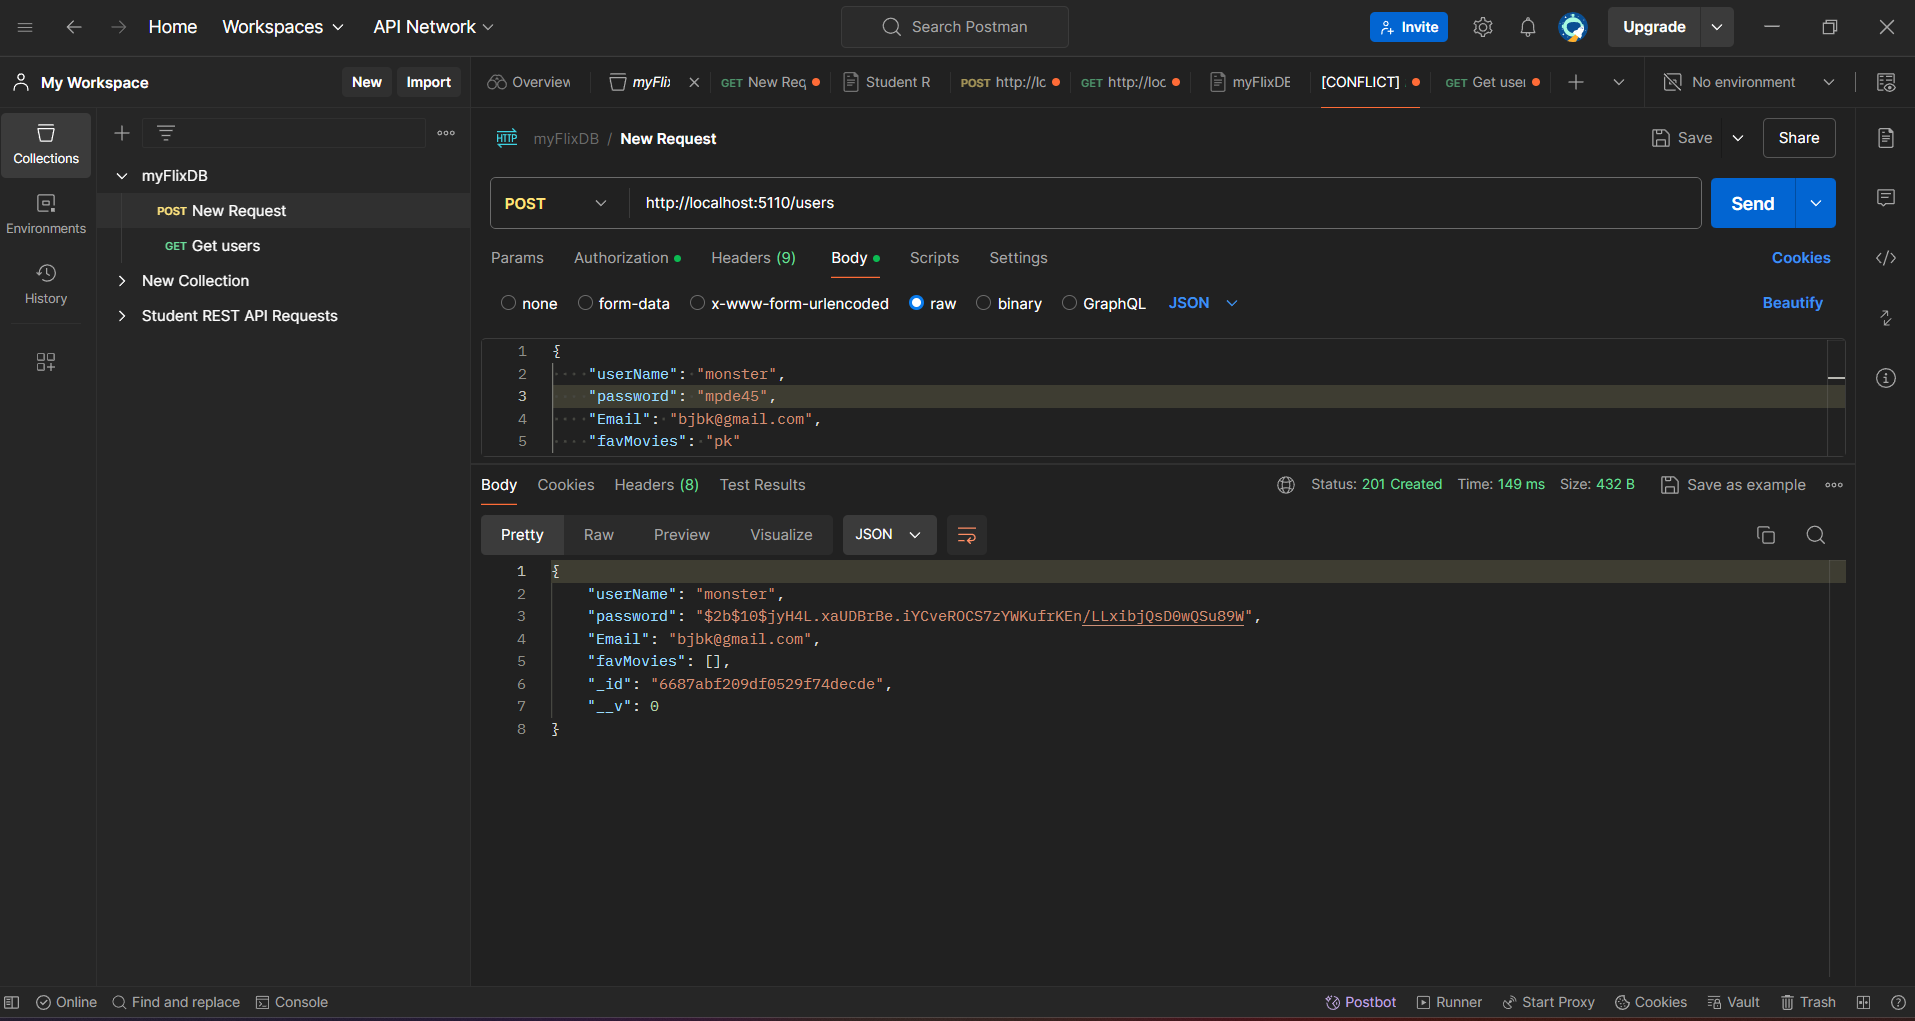 Home Workspaces API Network Search Postman Invite Upgrade
My Workspace New Import Overview myFlix GET New Req Student R POST http://lc GET http://loc myFlixDB [CONFLICT] GET Get user No environment
Collections
Environments
History
myFlixDB
POST New Request
GET Get users
New Collection
Student REST API Requests
HTTP myFlixDB / New Request Save Share
POST http://localhost:5110/users Send
Params Authorization Headers (9) Body Scripts Settings Cookies
none form-data x-www-form-urlencoded raw binary GraphQL JSON Beautify
1 {
2 "userName": "monster",
3 "password": "mpde45",
4 "Email": "bjbk@gmail.com",
5 "favMovies": "pk"
Body Cookies Headers (8) Test Results Status: 201 Created Time: 149 ms Size: 432 B Save as example
Pretty Raw Preview Visualize JSON
1 {
2 "userName": "monster",
3 "password": "$2b$10$jyH4L.xaUDBrBe.iYCveROCS7zYWKufrKEn/LLxibjQsD0wQSu89W",
4 "Email": "bjbk@gmail.com",
5 "favMovies": [],
6 "_id": "6687abf209df0529f74decde",
7 "__v": 0
8 }
Online Find and replace Console Postbot Runner Start Proxy Cookies Vault Trash